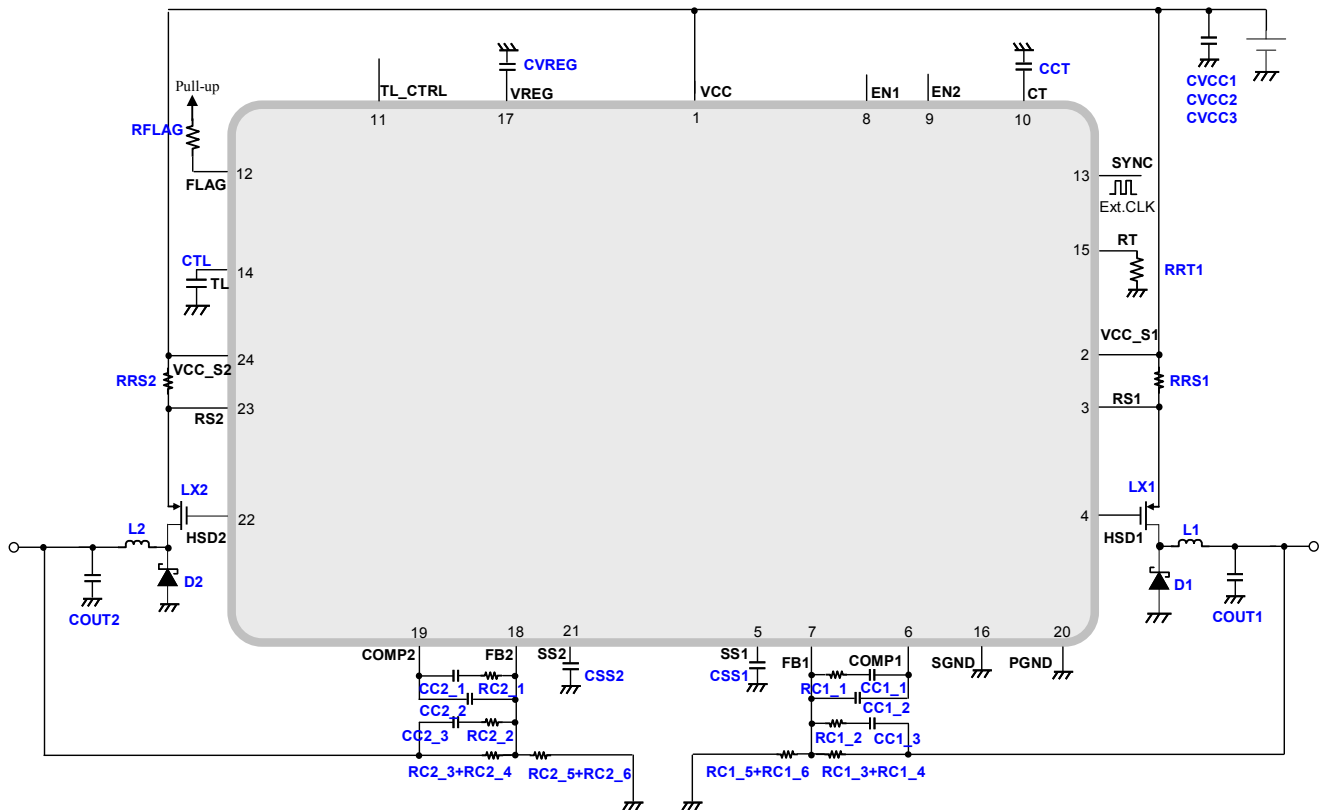 CVREG
CCT
TL_CTRL
VREG
VCC
EN1
EN2
CT
11
17
1
8
9
10
CVCC1
CVCC2
CVCC3
Pull-up
RFLAG
FLAG
12
13
SYNC
Ext.CLK
CTL
TL
14
15
RT
RRT1
VCC_S2
24
2
VCC_S1
RRS2
RRS1
RS2
23
3
RS1
LX2
LX1
22
4
HSD2
HSD1
L2
L1
D2
D1
COUT2
COUT1
19
18
21
5
7
6
16
20
COMP2
FB2
SS2
SS1
FB1
COMP1
SGND
PGND
CSS2
CSS1
CC2_1
RC2_1
RC1_1
CC1_1
CC2_2
CC1_2
CC2_3
RC2_2
RC1_2
CC1_3
RC2_3+RC2_4
RC2_5+RC2_6
RC1_5+RC1_6
RC1_3+RC1_4